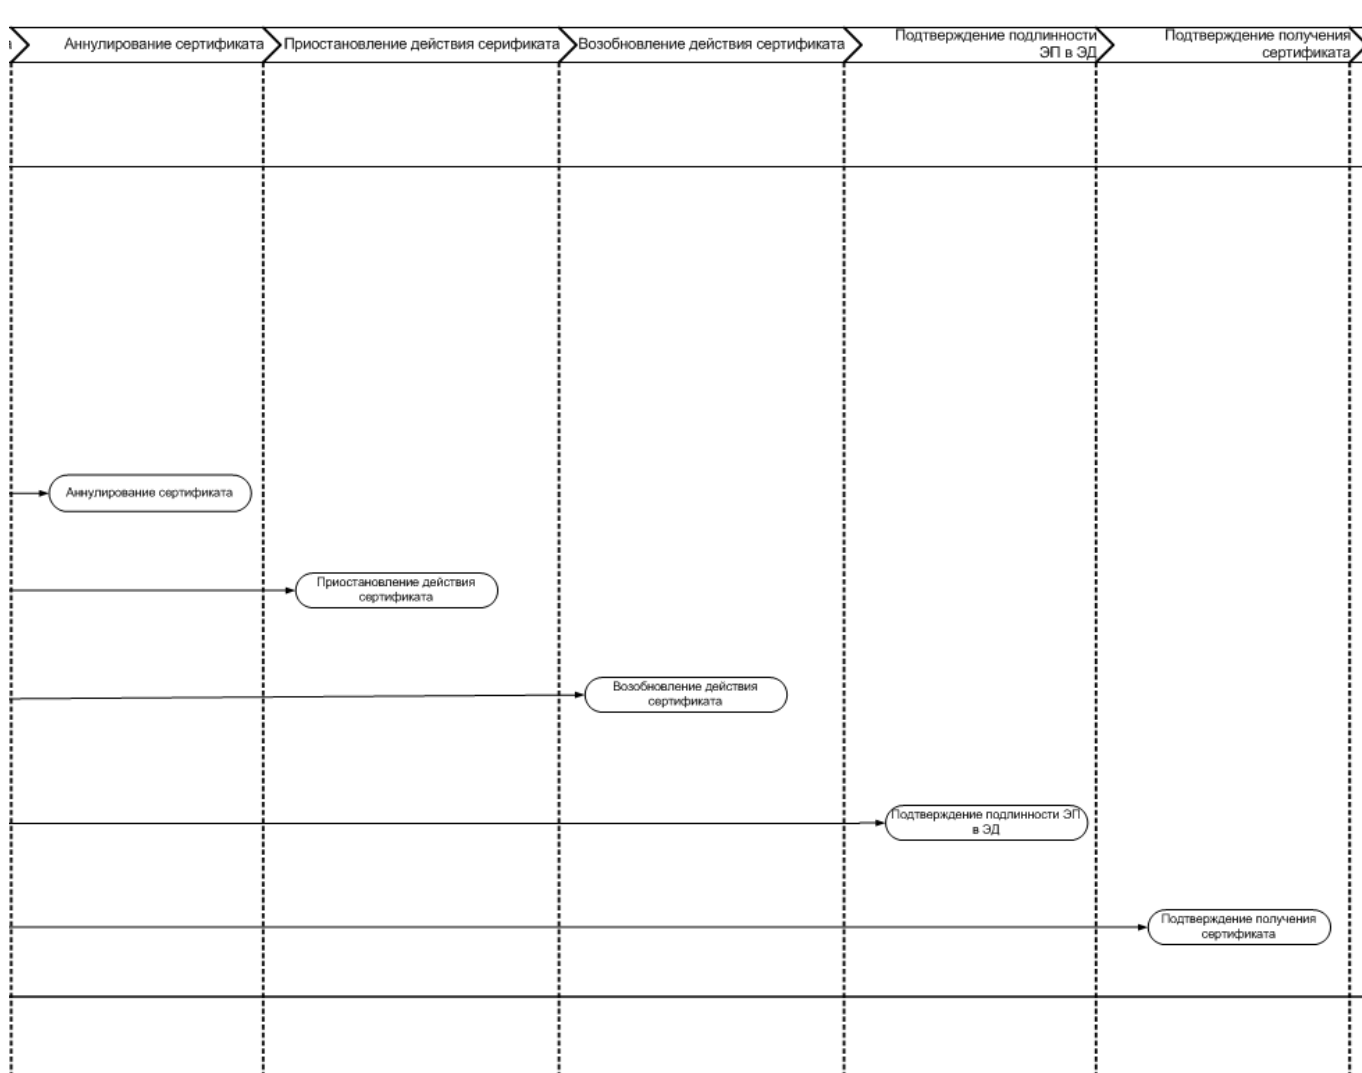 а
Аннулирование сертификата
Приостановление действия серификата
Возобновление действия сертификата
Подтверждение подлинности
ЭП в ЭД
Подтверждение получения
сертификата
Аннулирование сертификата
Приостановление действия
сертификата
Возобновление действия
сертификата
Подтверждение подлинности ЭП
в ЭД
Подтверждение получения
сертификата